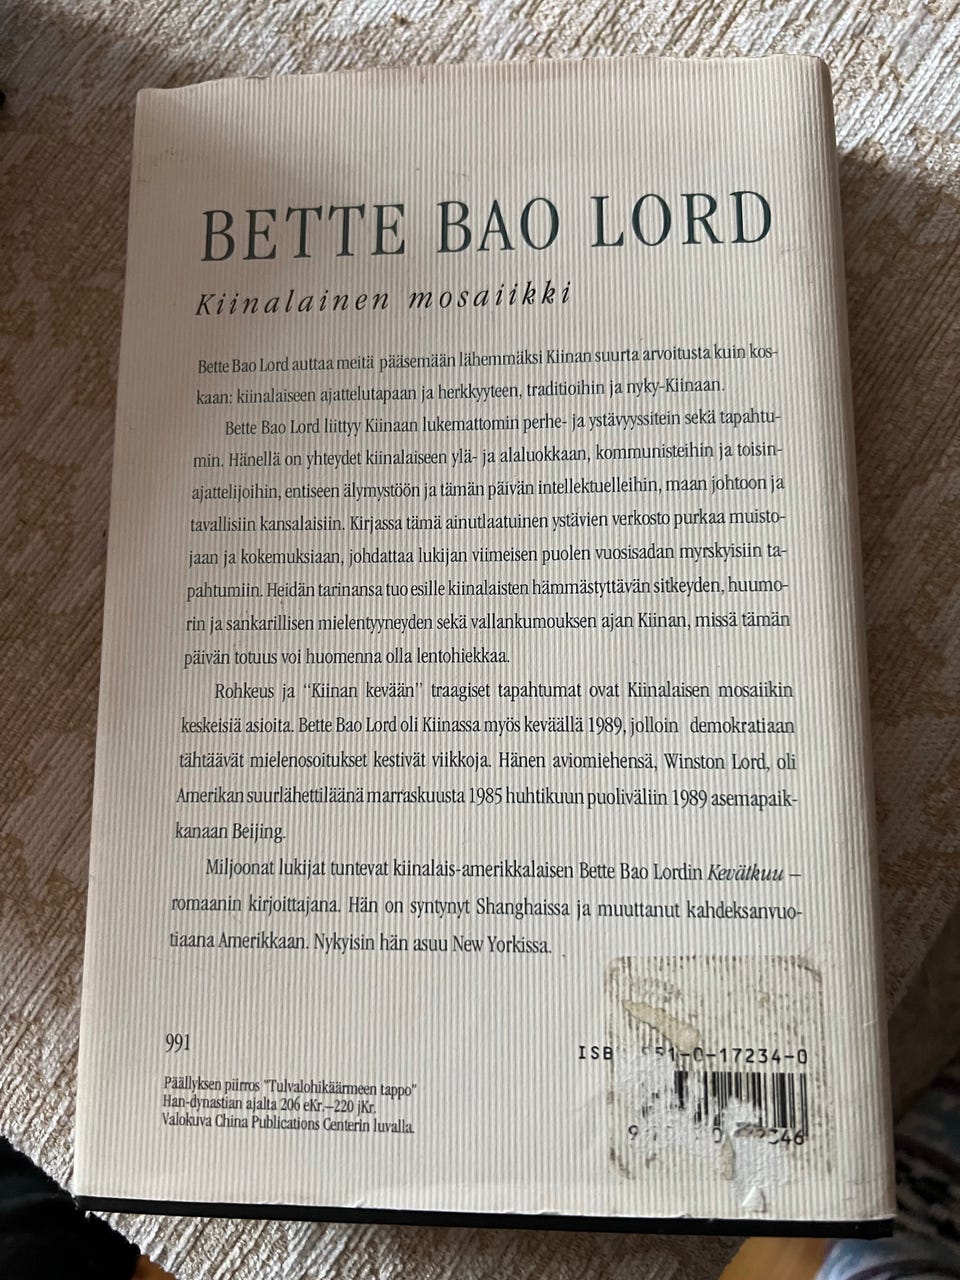 BETTE BAO LORD
Kiinalainen mosaiikki
Bette Bao Lord auttaa meitä pääsemään lähemmäksi Kiinan suurta arvoitusta kuin kos-
kaan: kiinalaiseen ajattelutapaan ja herkkyyteen, traditioihin ja nyky-Kiinaan.
Bette Bao Lord liittyy Kiinaan lukemattomin perhe- ja ystävyyssitein sekä tapahtu-
min. Hänellä on yhteydet kiinalaiseen ylä- ja alaluokkaan, kommunisteihin ja toisin-
ajattelijoihin, entiseen älymystöön ja tämän päivän intellektuelleihin, maan johtoon ja
tavallisiin kansalaisiin. Kirjassa tämä ainutlaatuinen ystävien verkosto purkaa muisto-
jaan ja kokemuksiaan, johdattaa lukijan viimeisen puolen vuosisadan myrskyisiin ta-
pahtumiin. Heidän tarinansa tuo esille kiinalaisten hämmästyttävän sitkeyden, huumo-
rin ja sankarillisen mielentyyneyden sekä vallankumouksen ajan Kiinan, missä tämän
päivän totuus voi huomenna olla lentohiekkaa.
Rohkeus ja "Kiinan kevään" traagiset tapahtumat ovat Kiinalaisen mosaiikin
keskeisiä asioita. Bette Bao Lord oli Kiinassa myös keväällä 1989, jolloin demokratiaan
tähtäävät mielenosoitukset kestivät viikkoja. Hänen aviomiehensä, Winston Lord, oli
Amerikan suurlähettiläänä marraskuusta 1985 huhtikuun puoliväliin 1989 asemapaik-
kanaan Beijing.
Miljoonat lukijat tuntevat kiinalais-amerikkalaisen Bette Bao Lordin Kevätkuu –
romaanin kirjoittajana. Hän on syntynyt Shanghaissa ja muuttanut kahdeksanvuo-
tiaana Amerikkaan. Nykyisin hän asuu New Yorkissa.
991
Päällyksen piirros "Tulvalohikäärmeen tappo"
Han-dynastian ajalta 206 eKr.–220 jKr.
Valokuva China Publications Centerin luvalla.
ISB 51-0-17234-0